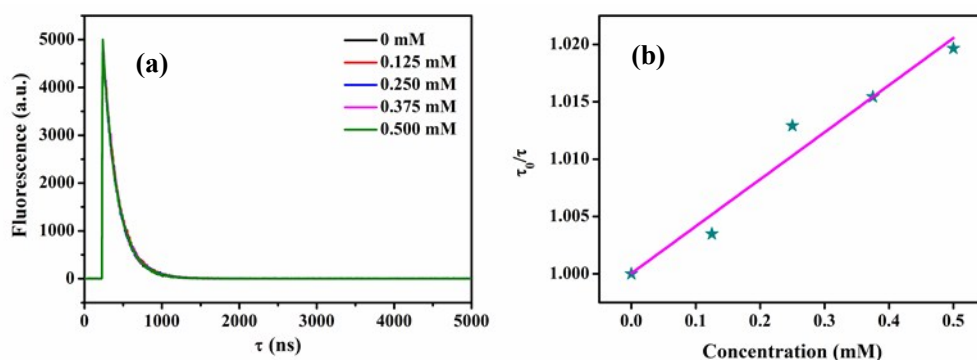 (a)
0 mM
0.125 mM
0.250 mM
0.375 mM
0.500 mM
Fluorescence (a.u.)
5000
4000
3000
2000
1000
0
0 1000 2000 3000 4000 5000
τ (ns)
(b)
τ₀/τ
1.020
1.015
1.010
1.005
1.000
0.0 0.1 0.2 0.3 0.4 0.5
Concentration (mM)